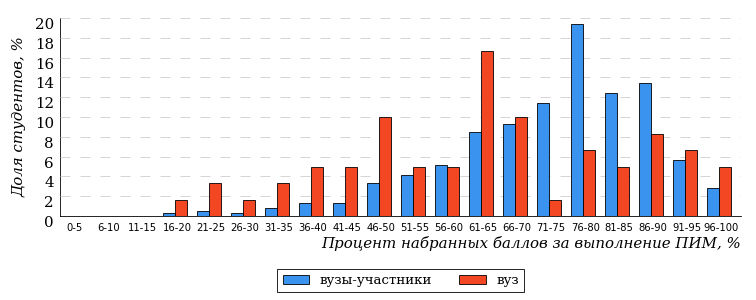 Доля студентов, %
20
18
16
14
12
10
8
6
4
2
0
0-5 6-10 11-15 16-20 21-25 26-30 31-35 36-40 41-45 46-50 51-55 56-60 61-65 66-70 71-75 76-80 81-85 86-90 91-95 96-100
Процент набранных баллов за выполнение ПИМ, %
вузы-участники вуз